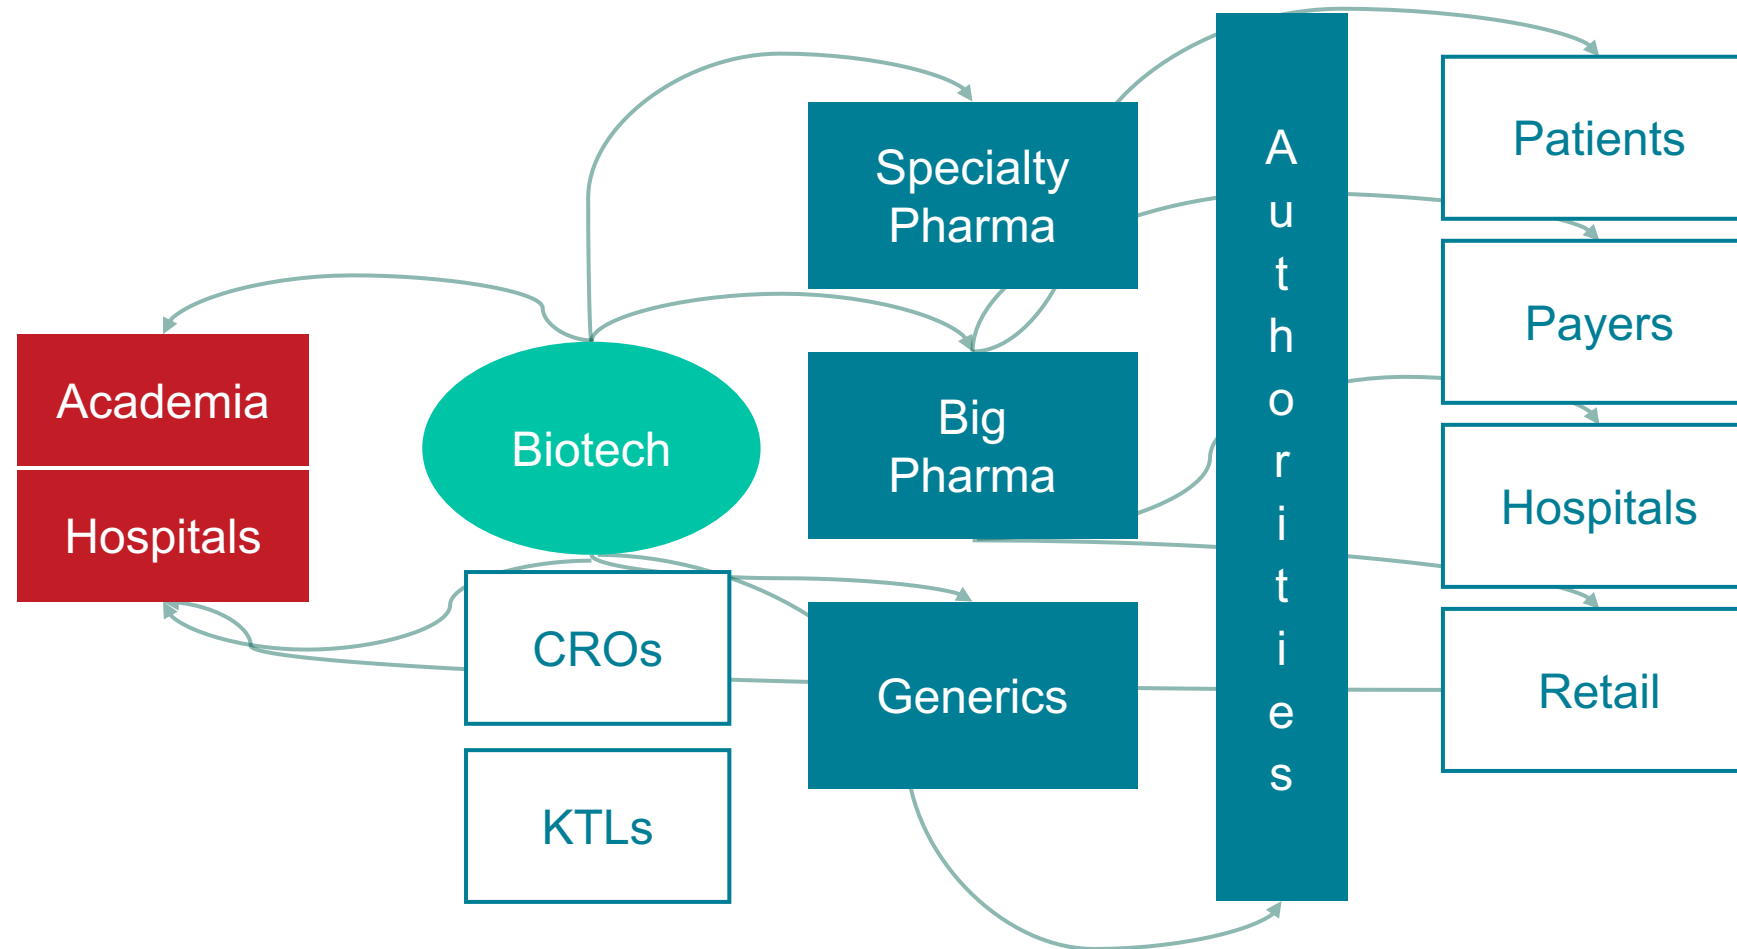 Academia
Hospitals
Biotech
CROs
KTLs
Specialty
Pharma
Big
Pharma
Generics
A
u
t
h
o
r
i
t
i
e
s
Patients
Payers
Hospitals
Retail